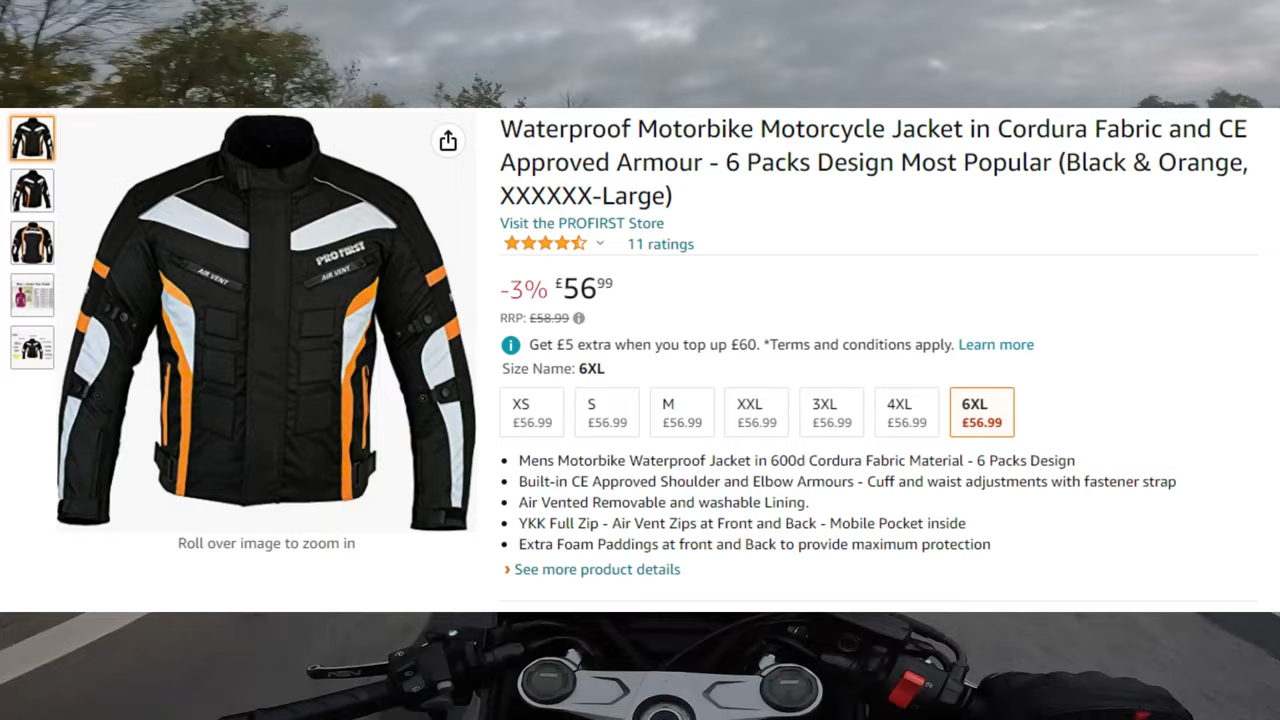 Waterproof Motorbike Motorcycle Jacket in Cordura Fabric and CE
Approved Armour - 6 Packs Design Most Popular (Black & Orange,
XXXXXX-Large)
Visit the PROFIRST Store
11 ratings
-3% £56⁹⁹
RRP: £58.99
Get £5 extra when you top up £60. *Terms and conditions apply. Learn more
Size Name: 6XL
XS S M XXL 3XL 4XL 6XL
£56.99 £56.99 £56.99 £56.99 £56.99 £56.99 £56.99
Mens Motorbike Waterproof Jacket in 600d Cordura Fabric Material - 6 Packs Design
Built-in CE Approved Shoulder and Elbow Armours - Cuff and waist adjustments with fastener strap
Air Vented Removable and washable Lining.
YKK Full Zip - Air Vent Zips at Front and Back - Mobile Pocket inside
Extra Foam Paddings at front and Back to provide maximum protection
See more product details
PRO FIRST
AIR VENT
AIR VENT
Roll over image to zoom in